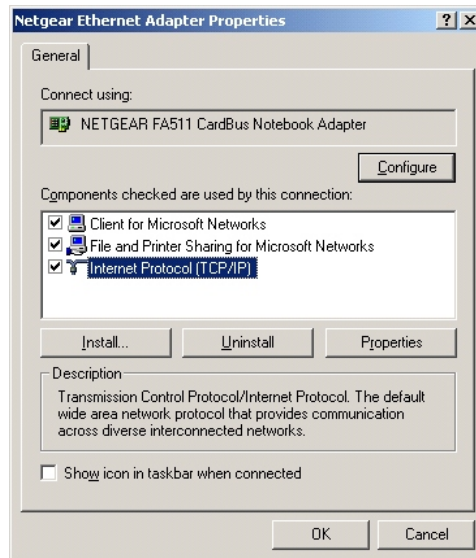 Netgear Ethernet Adapter Properties
General
Connect using:
NETGEAR FA511 CardBus Notebook Adapter
Configure
Components checked are used by this connection:
Client for Microsoft Networks
File and Printer Sharing for Microsoft Networks
Internet Protocol (TCP/IP)
Install... Uninstall Properties
Description
Transmission Control Protocol/Internet Protocol. The default
wide area network protocol that provides communication
across diverse interconnected networks.
Show icon in taskbar when connected
OK Cancel